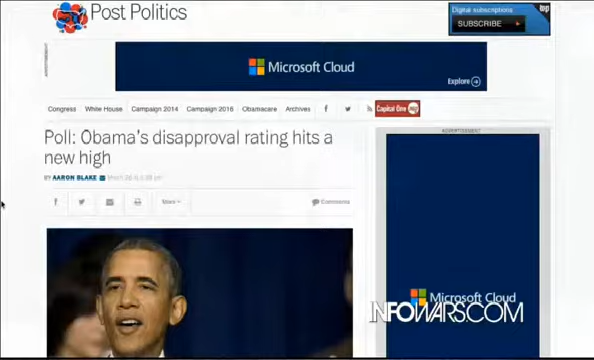 Post Politics
Digital subscriptions
SUBSCRIBE
Microsoft Cloud
ADVERTISEMENT
Explore
Congress White House Campaign 2014 Campaign 2016 Obamacare Archives
Capital One
Poll: Obama's disapproval rating hits a
new high
BY AARON BLAKE
More
Comments
ADVERTISEMENT
Microsoft Cloud
INFOWARS.COM